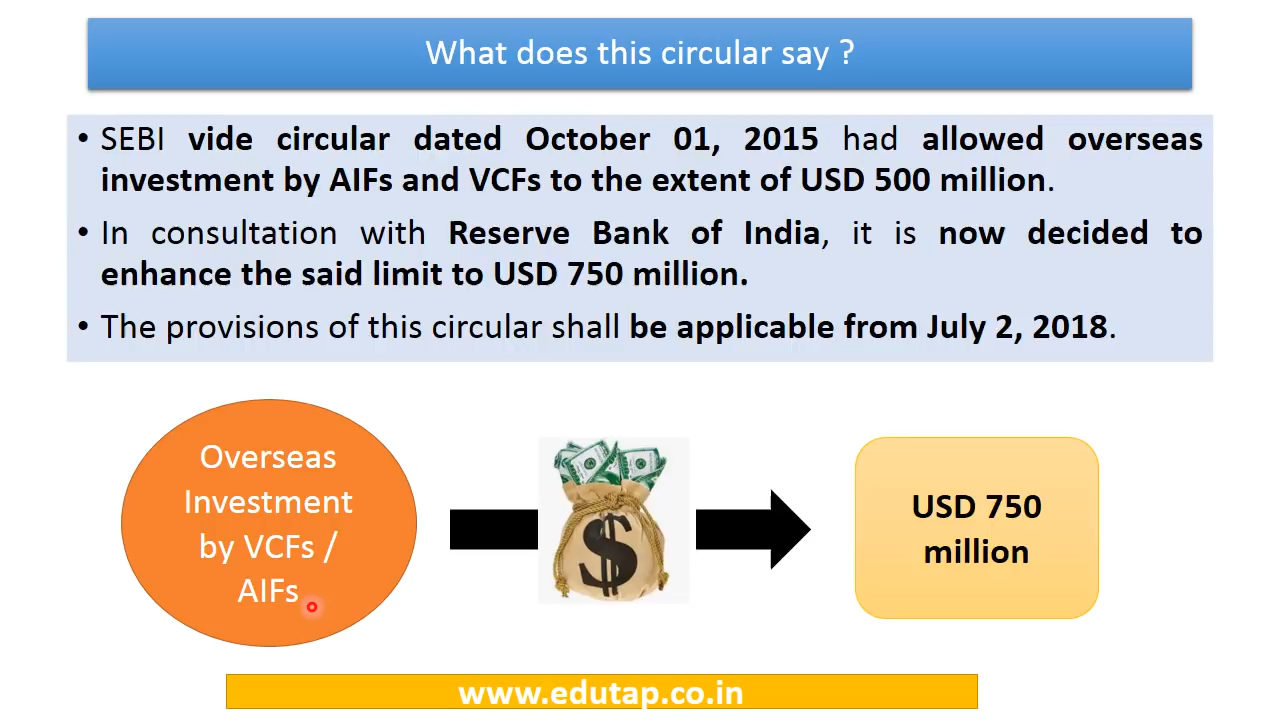 What does this circular say ?
• SEBI vide circular dated October 01, 2015 had allowed overseas
investment by AIFs and VCFs to the extent of USD 500 million.
• In consultation with Reserve Bank of India, it is now decided to
enhance the said limit to USD 750 million.
• The provisions of this circular shall be applicable from July 2, 2018.
Overseas
Investment
by VCFs /
AIFs
$
USD 750
million
www.edutap.co.in